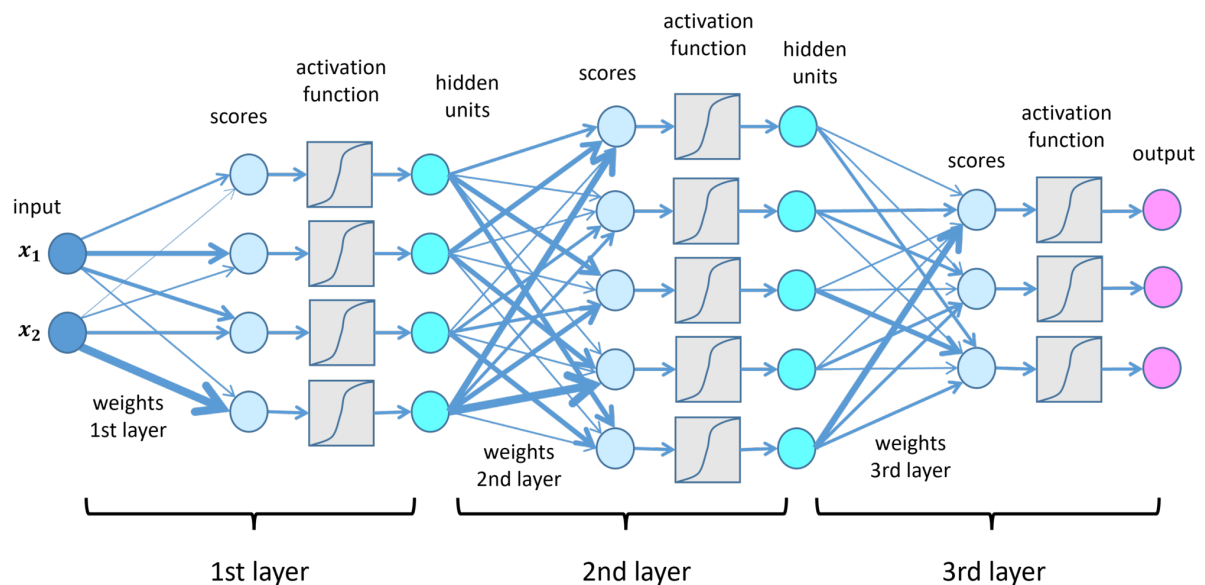 activation
function
hidden
units
scores
activation
function
hidden
units
scores
activation
function
scores
output
input
x₁
x₂
weights
1st layer
weights
2nd layer
weights
3rd layer
1st layer
2nd layer
3rd layer